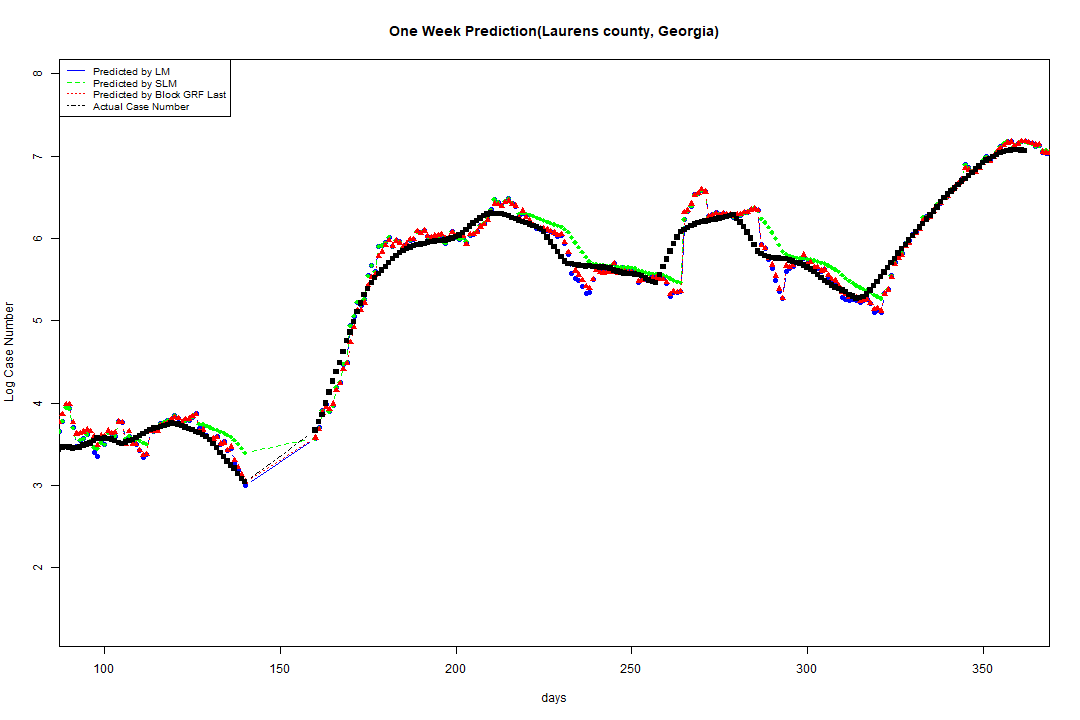 One Week Prediction(Laurens county, Georgia)
Predicted by LM
Predicted by SLM
Predicted by Block GRF Last
Actual Case Number
8
7
6
5
4
3
2
Log Case Number
100 150 200 250 300 350
days